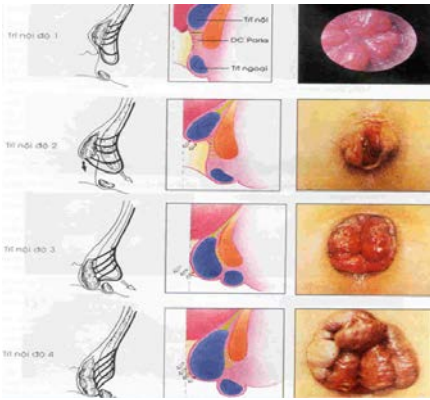 Trĩ nội độ 1
Trĩ nội
DC Parks
Trĩ ngoại
Trĩ nội độ 2
Trĩ nội độ 3
Trĩ nội độ 4